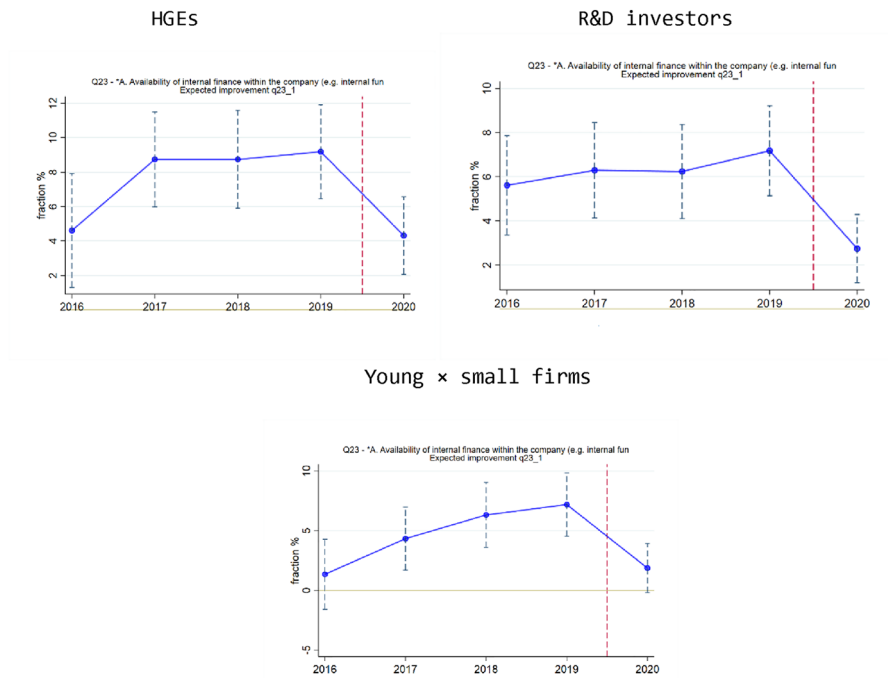 HGEs
R&D investors
Q23 - *A. Availability of internal finance within the company (e.g. internal fun
Expected improvement q23_1
fraction %
12
10
8
6
4
2
2016 2017 2018 2019 2020
Q23 - *A. Availability of internal finance within the company (e.g. internal fun
Expected improvement q23_1
fraction %
10
8
6
4
2
2016 2017 2018 2019 2020
Young × small firms
Q23 - *A. Availability of internal finance within the company (e.g. internal fun
Expected improvement q23_1
fraction %
10
5
0
-5
2016 2017 2018 2019 2020